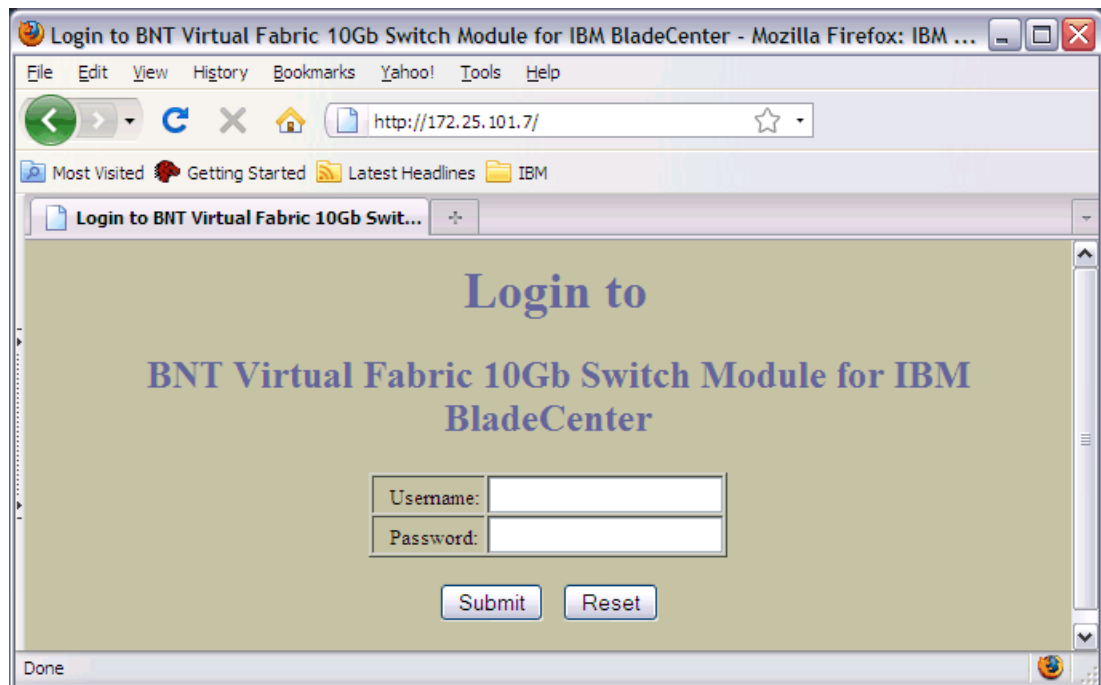 Login to BNT Virtual Fabric 10Gb Switch Module for IBM BladeCenter - Mozilla Firefox: IBM ...
File Edit View History Bookmarks Yahoo! Tools Help
http://172.25.101.7/
Most Visited Getting Started Latest Headlines IBM
Login to BNT Virtual Fabric 10Gb Swit...
Login to
BNT Virtual Fabric 10Gb Switch Module for IBM
BladeCenter
Username:
Password:
Submit Reset
Done